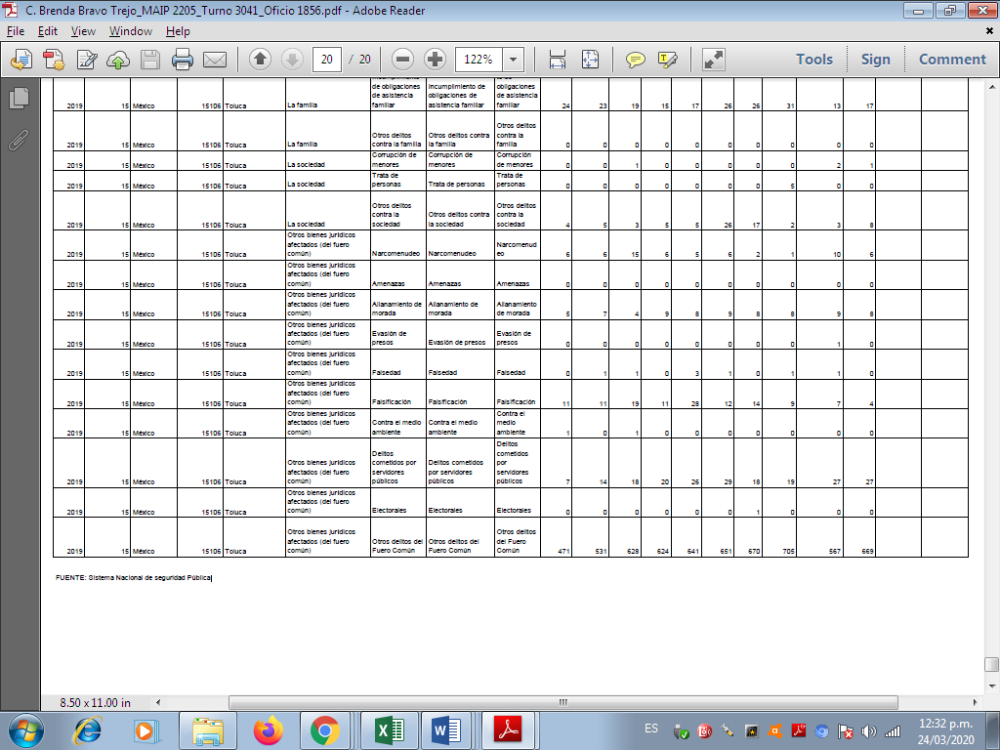 C. Brenda Bravo Trejo_MAIP 2205_Turno 3041_Oficio 1856.pdf - Adobe Reader
File Edit View Window Help
20 / 20 122% Tools Sign Comment
2019 15 México 15106 Toluca La familia de obligaciones de asistencia familiar Incumplimiento de obligaciones de asistencia familiar obligaciones de asistencia familiar 24 23 19 15 17 26 26 31 13 17
2019 15 México 15106 Toluca La familia Otros delitos contra la familia Otros delitos contra la familia Otros delitos contra la familia 0 0 0 0 0 0 0 0 0 0
2019 15 México 15106 Toluca La sociedad Corrupción de menores Corrupción de menores Corrupción de menores 0 0 1 0 0 0 0 0 2 1
2019 15 México 15106 Toluca La sociedad Trata de personas Trata de personas Trata de personas 0 0 0 0 0 0 0 5 0 0
2019 15 México 15106 Toluca La sociedad Otros delitos contra la sociedad Otros delitos contra la sociedad Otros delitos contra la sociedad 4 5 3 5 5 26 17 2 3 8
2019 15 México 15106 Toluca Otros bienes jurídicos afectados (del fuero común) Narcomenudeo Narcomenudeo Narcomenudeo 6 6 15 6 5 6 2 1 10 6
2019 15 México 15106 Toluca Otros bienes jurídicos afectados (del fuero común) Amenazas Amenazas Amenazas 0 0 0 0 0 0 0 0 0 0
2019 15 México 15106 Toluca Otros bienes jurídicos afectados (del fuero común) Allanamiento de morada Allanamiento de morada Allanamiento de morada 5 7 4 9 8 9 8 8 9 8
2019 15 México 15106 Toluca Otros bienes jurídicos afectados (del fuero común) Evasión de presos Evasión de presos Evasión de presos 0 0 0 0 0 0 0 0 1 0
2019 15 México 15106 Toluca Otros bienes jurídicos afectados (del fuero común) Falsedad Falsedad Falsedad 0 1 1 0 3 1 0 1 1 0
2019 15 México 15106 Toluca Otros bienes jurídicos afectados (del fuero común) Falsificación Falsificación Falsificación 11 11 19 11 28 12 14 9 7 4
2019 15 México 15106 Toluca Otros bienes jurídicos afectados (del fuero común) Contra el medio ambiente Contra el medio ambiente Contra el medio ambiente 1 0 1 0 0 0 0 0 0 0
2019 15 México 15106 Toluca Otros bienes jurídicos afectados (del fuero común) Delitos cometidos por servidores públicos Delitos cometidos por servidores públicos Delitos cometidos por servidores públicos 7 14 18 20 26 29 18 19 27 27
2019 15 México 15106 Toluca Otros bienes jurídicos afectados (del fuero común) Electorales Electorales Electorales 0 0 0 0 0 0 1 0 0 0
2019 15 México 15106 Toluca Otros bienes jurídicos afectados (del fuero común) Otros delitos del Fuero Común Otros delitos del Fuero Común Otros delitos del Fuero Común 471 531 628 624 641 651 670 705 567 669
FUENTE: Sistema Nacional de seguridad Pública
8.50 x 11.00 in
ES 12:32 p.m.
24/03/2020